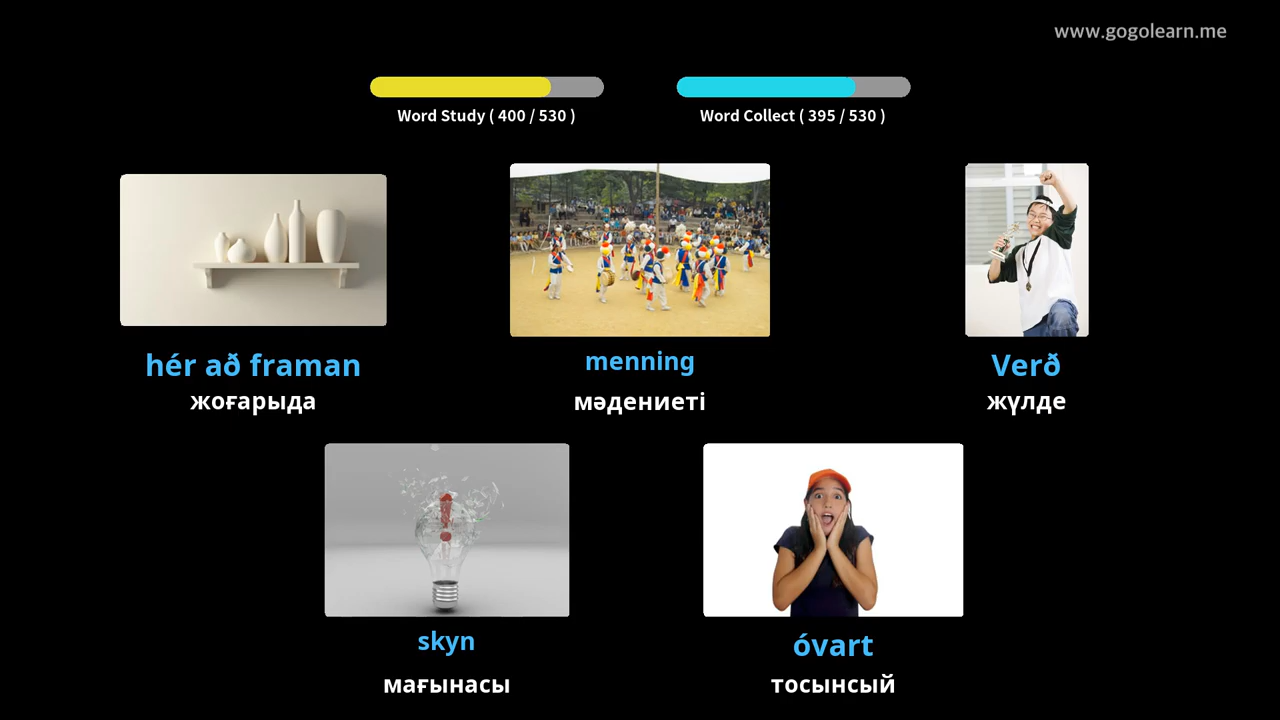 www.gogolearn.me
Word Study ( 400 / 530 )
Word Collect ( 395 / 530 )
hér að framan
жоғарыда
menning
мәдениеті
Verð
жүлде
skyn
мағынасы
óvart
тосынсый